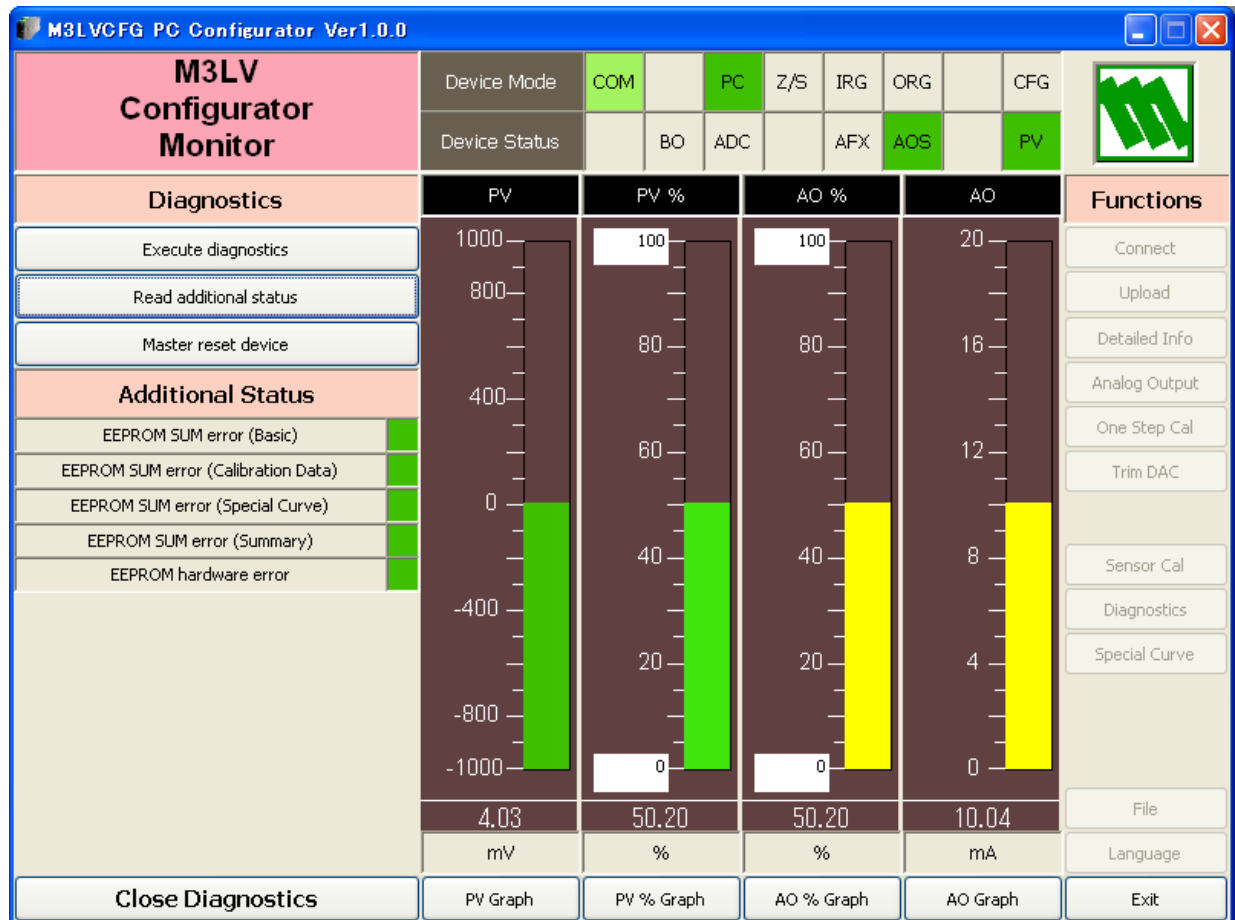 M3LVCFG PC Configurator Ver1.0.0
M3LV
Configurator
Monitor
Device Mode COM PC Z/S IRG ORG CFG
Device Status BO ADC AFX AOS PV
Diagnostics
Execute diagnostics
Read additional status
Master reset device
Additional Status
EEPROM SUM error (Basic)
EEPROM SUM error (Calibration Data)
EEPROM SUM error (Special Curve)
EEPROM SUM error (Summary)
EEPROM hardware error
Close Diagnostics
PV
1000
800
400
0
-400
-800
-1000
4.03
mV
PV Graph
PV %
100
80
60
40
20
0
50.20
%
PV % Graph
AO %
100
80
60
40
20
0
50.20
%
AO % Graph
AO
20
16
12
8
4
0
10.04
mA
AO Graph
Functions
Connect
Upload
Detailed Info
Analog Output
One Step Cal
Trim DAC
Sensor Cal
Diagnostics
Special Curve
File
Language
Exit